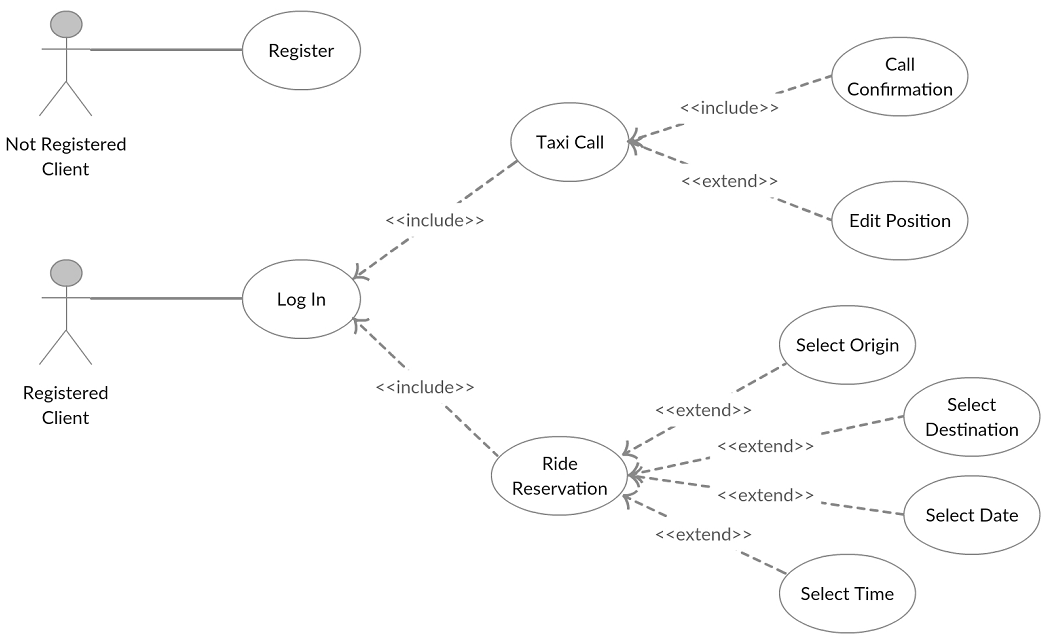 Register
Not Registered
Client
Call
Confirmation
<<include>>
Taxi Call
<<extend>>
Edit Position
<<include>>
Log In
Registered
Client
<<include>>
Select Origin
<<extend>>
Select
Destination
<<extend>>
Ride
Reservation
<<extend>>
Select Date
<<extend>>
Select Time